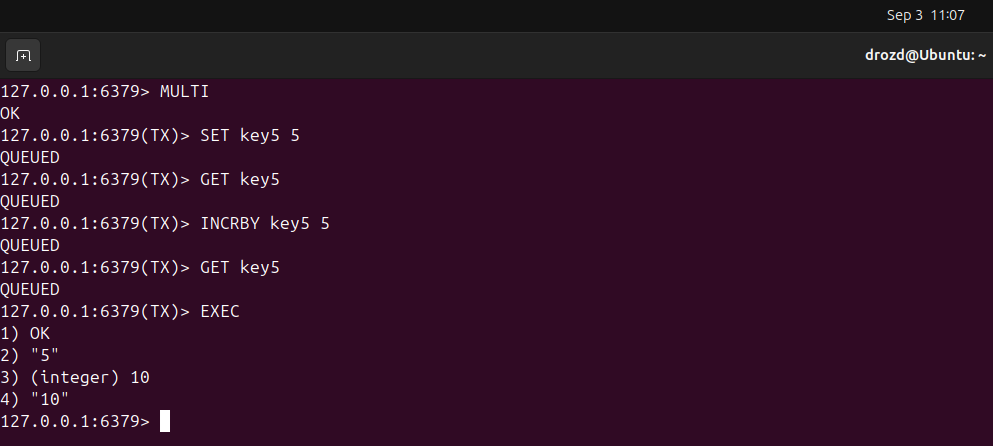 Sep 3 11:07
drozd@Ubuntu: ~
127.0.0.1:6379> MULTI
OK
127.0.0.1:6379(TX)> SET key5 5
QUEUED
127.0.0.1:6379(TX)> GET key5
QUEUED
127.0.0.1:6379(TX)> INCRBY key5 5
QUEUED
127.0.0.1:6379(TX)> GET key5
QUEUED
127.0.0.1:6379(TX)> EXEC
1) OK
2) "5"
3) (integer) 10
4) "10"
127.0.0.1:6379>